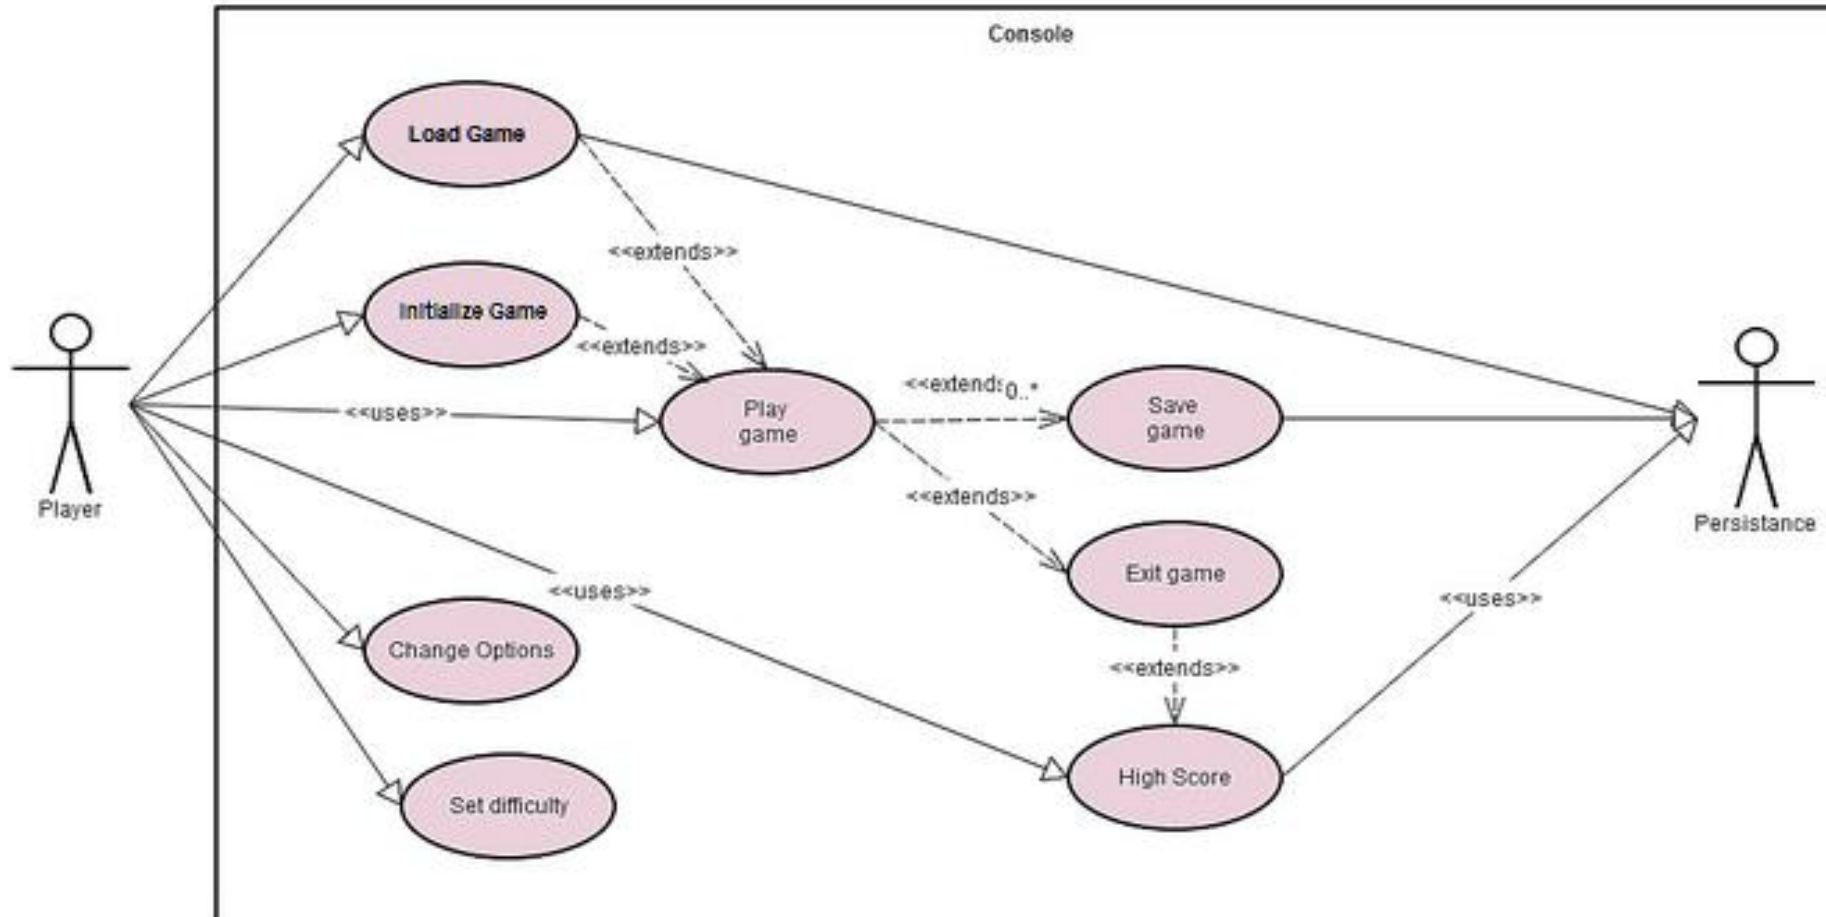 Console
Load Game
<<extends>>
Initialize Game
<<extends>>
<<uses>>
Play
game
<<extends
0..*
Save
game
<<extends>>
Player
Persistance
Exit game
<<uses>>
<<uses>>
Change Options
<<extends>>
High Score
Set difficulty